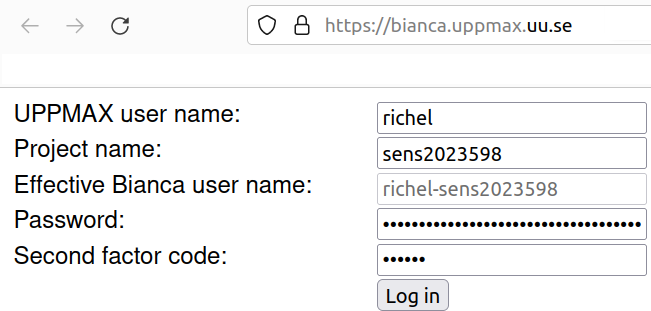 https://bianca.uppmax.uu.se
UPPMAX user name: richel
Project name: sens2023598
Effective Bianca user name: richel-sens2023598
Password: ••••••••••••••••••••••••••••••••••••
Second factor code: ••••••
Log in